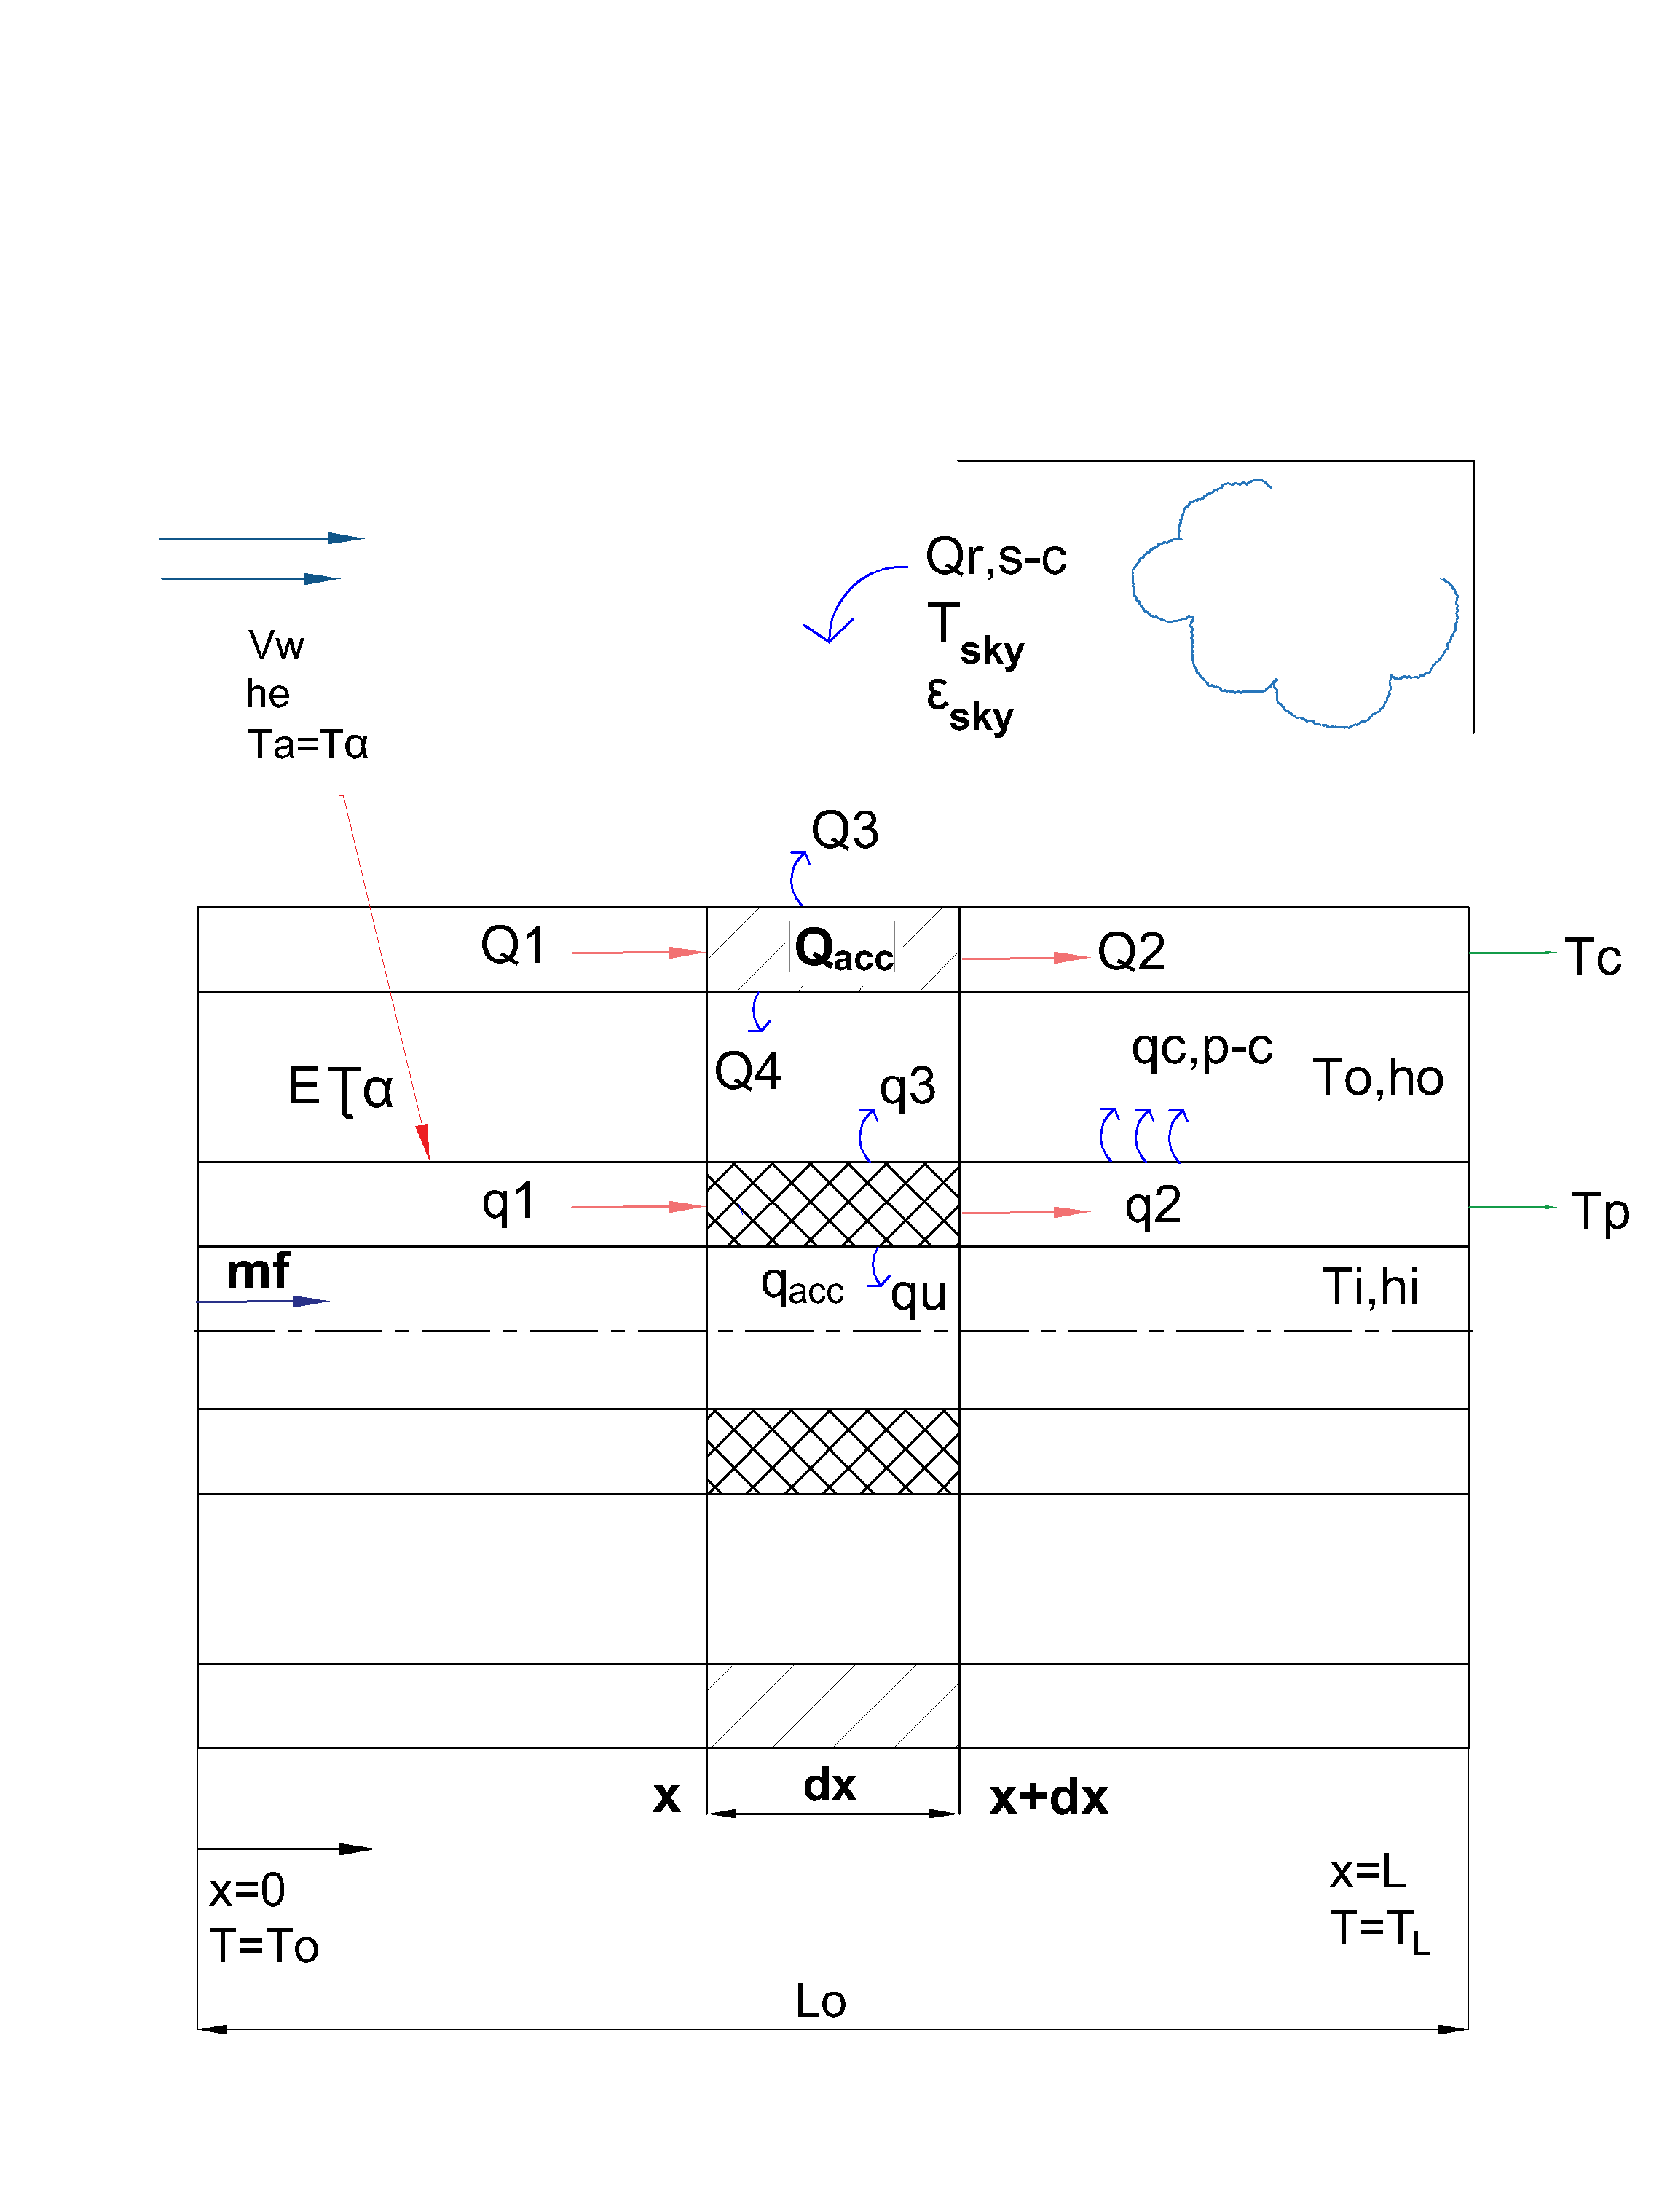 Qr,s-c
Tsky
εsky
Vw
he
Ta=Tα
Q3
Q1
Qacc
Q2
Tc
Q4
q3
qc,p-c
To,ho
EƮα
q1
q2
Tp
mf
qacc
qu
Ti,hi
x
dx
x+dx
x=0
T=To
x=L
T=TL
Lo